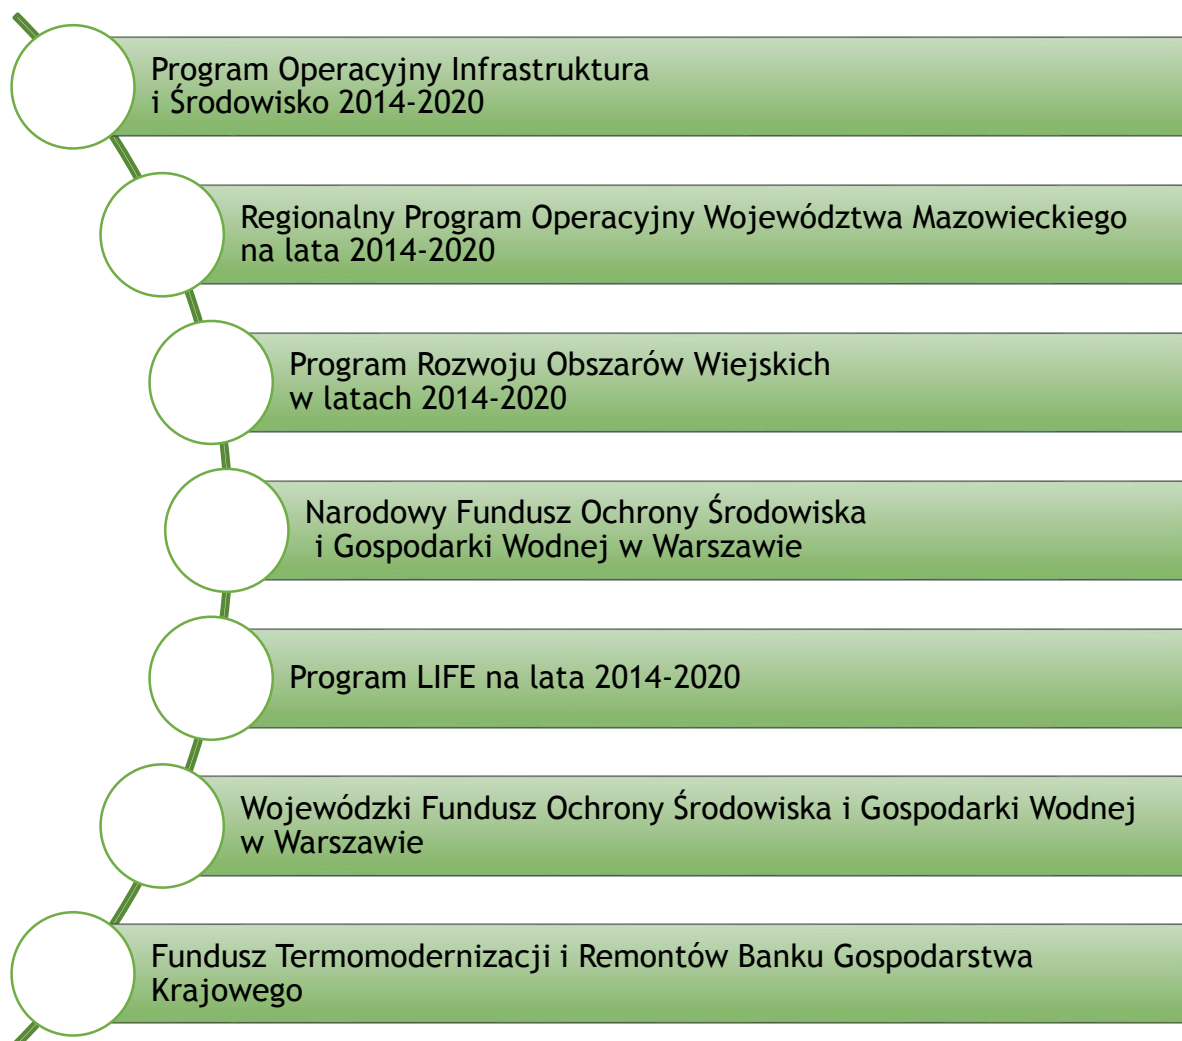 Program Operacyjny Infrastruktura
i Środowisko 2014-2020
Regionalny Program Operacyjny Województwa Mazowieckiego
na lata 2014-2020
Program Rozwoju Obszarów Wiejskich
w latach 2014-2020
Narodowy Fundusz Ochrony Środowiska
i Gospodarki Wodnej w Warszawie
Program LIFE na lata 2014-2020
Wojewódzki Fundusz Ochrony Środowiska i Gospodarki Wodnej
w Warszawie
Fundusz Termomodernizacji i Remontów Banku Gospodarstwa
Krajowego